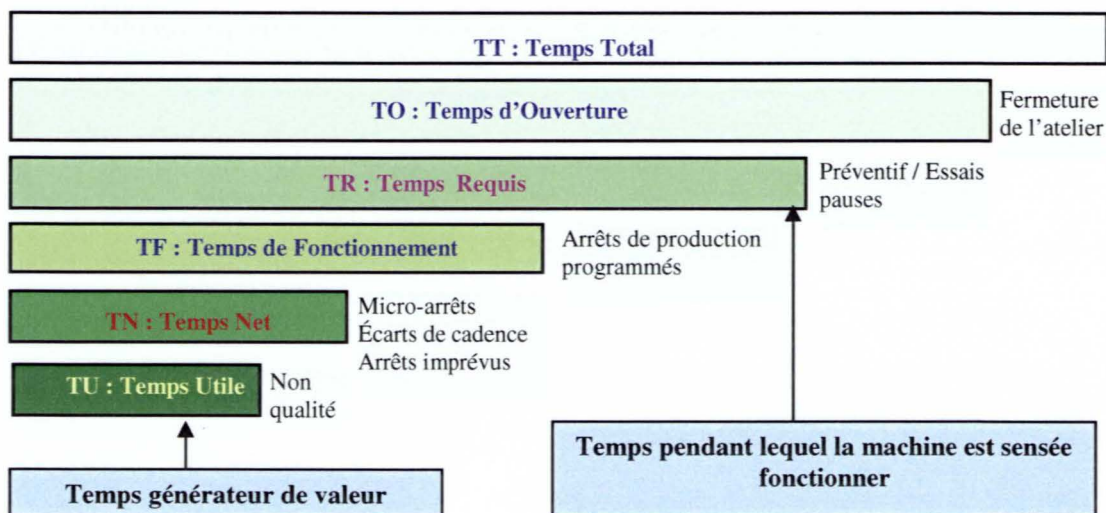 TT : Temps Total
TO : Temps d'Ouverture
Fermeture
de l'atelier
TR : Temps Requis
Préventif / Essais
pauses
TF : Temps de Fonctionnement
Arrêts de production
programmés
TN : Temps Net
Micro-arrêts
Écarts de cadence
Arrêts imprévus
TU : Temps Utile
Non
qualité
Temps pendant lequel la machine est sensée
fonctionner
Temps générateur de valeur